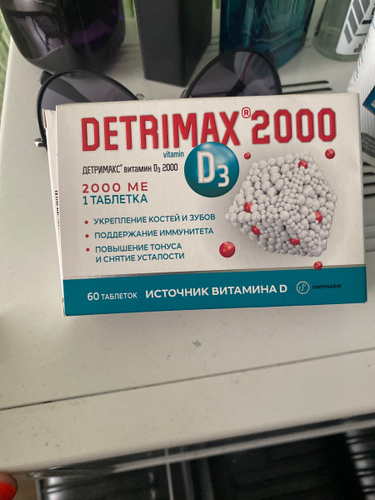 DETRIMAX® 2000
vitamin
D3
ДЕТРИМАКС® витамин D3 2000
2000 МЕ
1 ТАБЛЕТКА
• УКРЕПЛЕНИЕ КОСТЕЙ И ЗУБОВ
• ПОДДЕРЖАНИЕ ИММУНИТЕТА
• ПОВЫШЕНИЕ ТОНУСА
И СНЯТИЕ УСТАЛОСТИ
60 ТАБЛЕТОК
ИСТОЧНИК ВИТАМИНА D
UNIPHARM